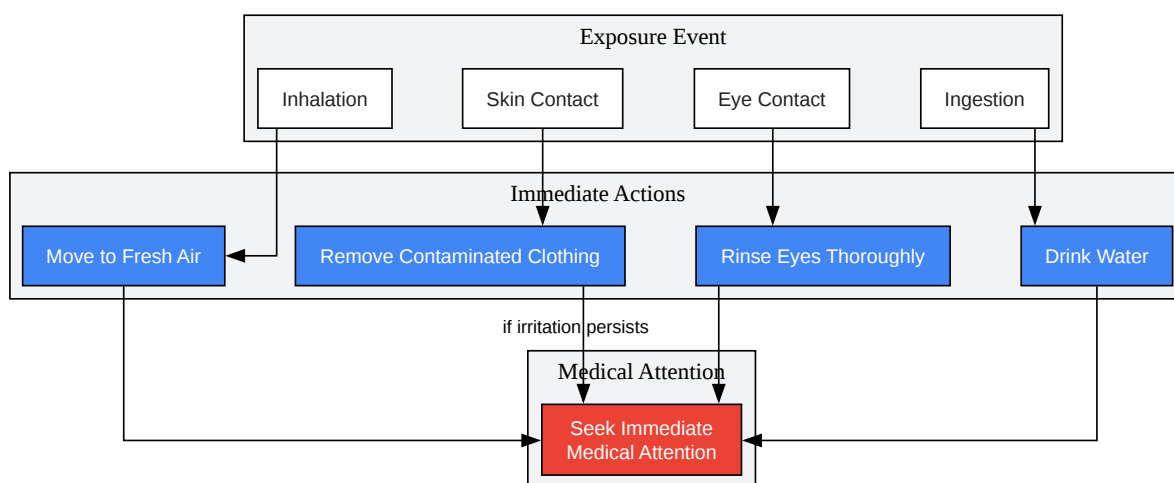 Exposure Event
Inhalation
Skin Contact
Eye Contact
Ingestion
Immediate Actions
Move to Fresh Air
Remove Contaminated Clothing
Rinse Eyes Thoroughly
Drink Water
if irritation persists
Medical Attention
Seek Immediate
Medical Attention